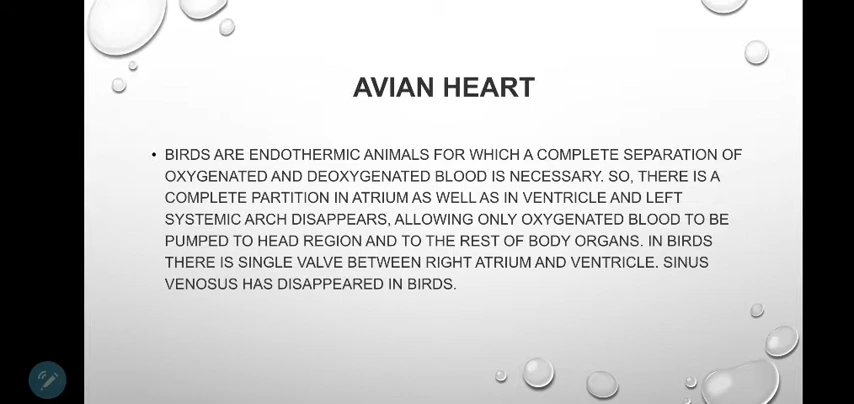 AVIAN HEART
• BIRDS ARE ENDOTHERMIC ANIMALS FOR WHICH A COMPLETE SEPARATION OF
OXYGENATED AND DEOXYGENATED BLOOD IS NECESSARY. SO, THERE IS A
COMPLETE PARTITION IN ATRIUM AS WELL AS IN VENTRICLE AND LEFT
SYSTEMIC ARCH DISAPPEARS, ALLOWING ONLY OXYGENATED BLOOD TO BE
PUMPED TO HEAD REGION AND TO THE REST OF BODY ORGANS. IN BIRDS
THERE IS SINGLE VALVE BETWEEN RIGHT ATRIUM AND VENTRICLE. SINUS
VENOSUS HAS DISAPPEARED IN BIRDS.